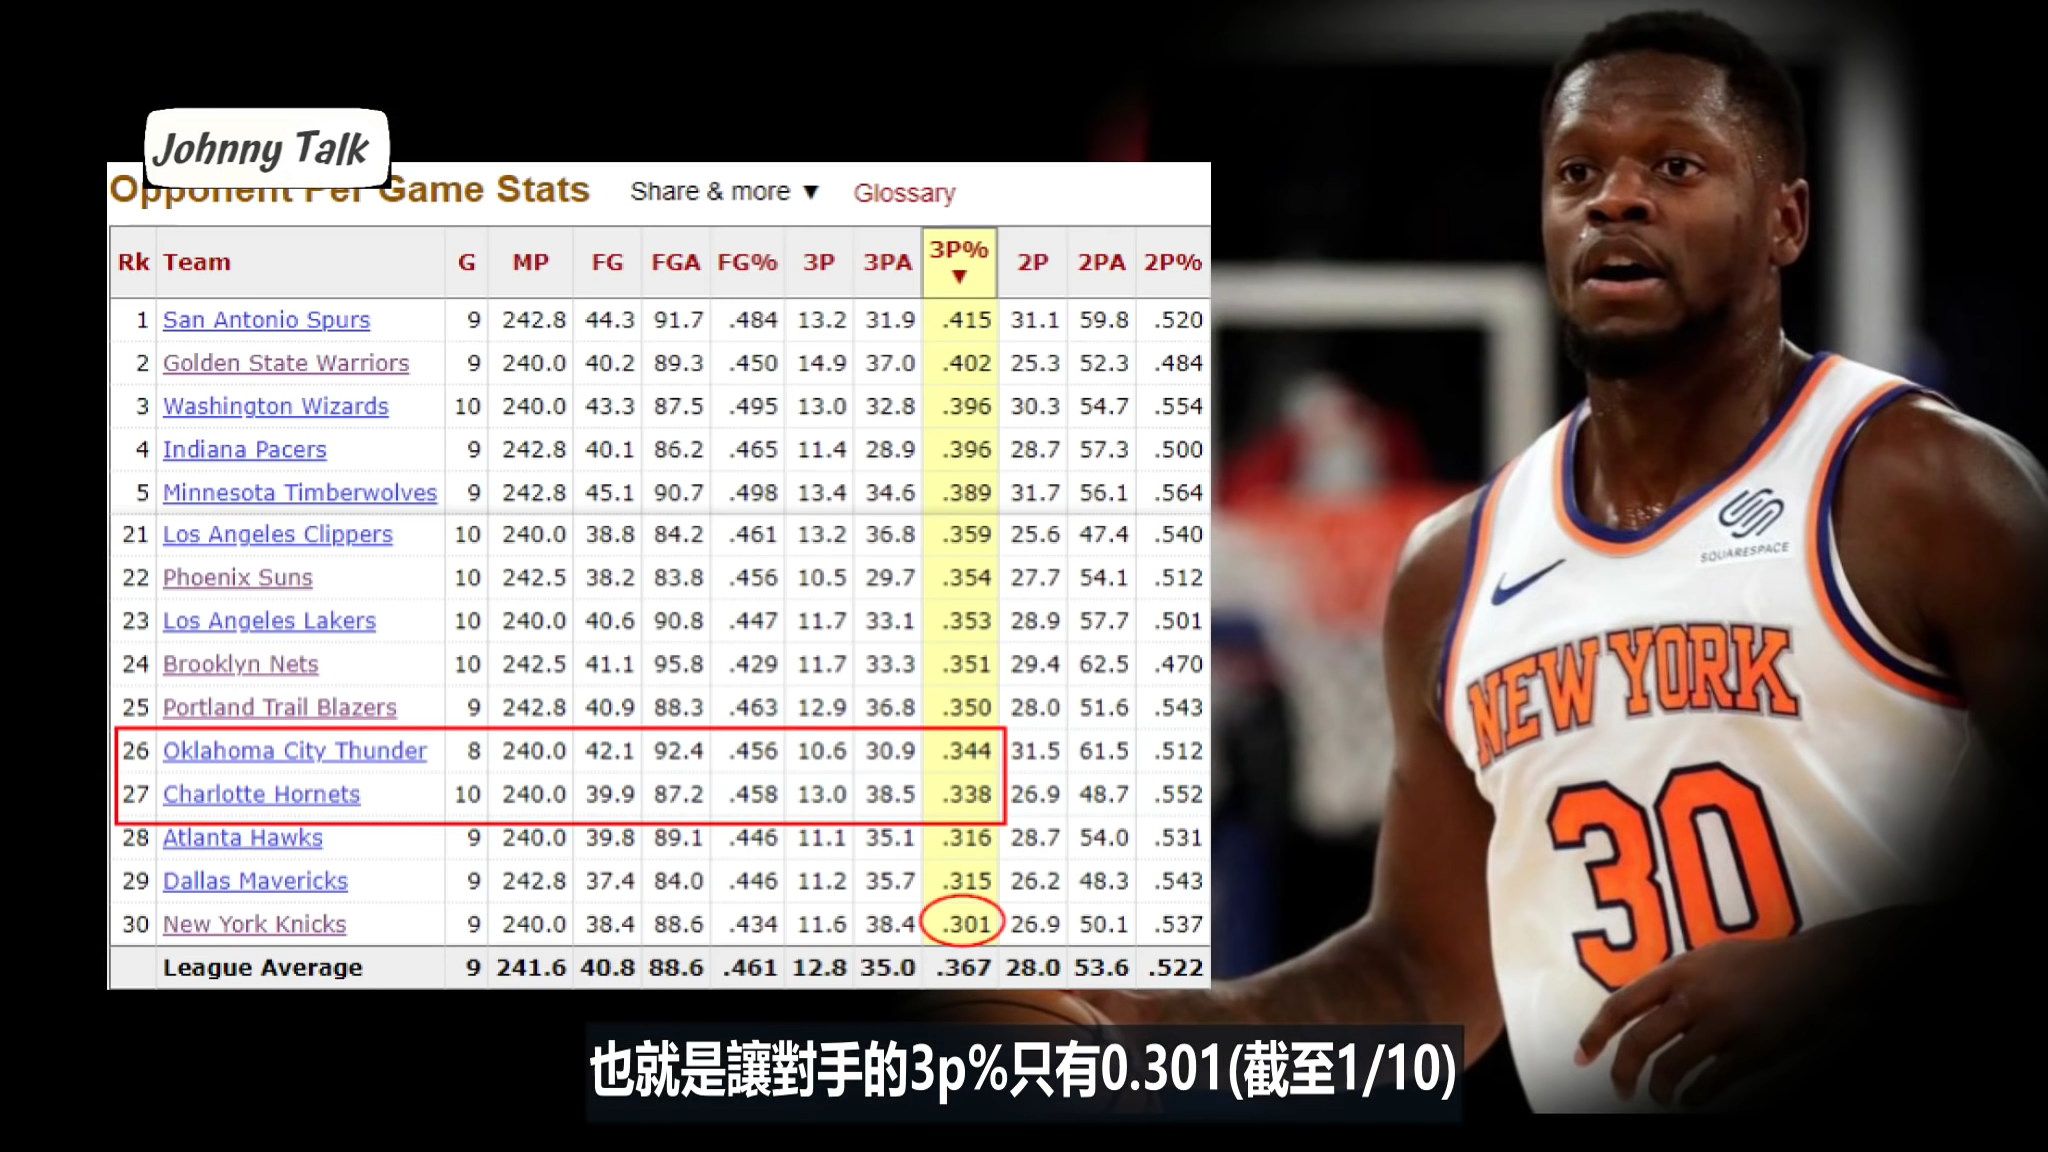 Johnny Talk
Opponent Per Game Stats Share & more ▼ Glossary
Rk Team G MP FG FGA FG% 3P 3PA 3P% ▼ 2P 2PA 2P%
1 San Antonio Spurs 9 242.8 44.3 91.7 .484 13.2 31.9 .415 31.1 59.8 .520
2 Golden State Warriors 9 240.0 40.2 89.3 .450 14.9 37.0 .402 25.3 52.3 .484
3 Washington Wizards 10 240.0 43.3 87.5 .495 13.0 32.8 .396 30.3 54.7 .554
4 Indiana Pacers 9 242.8 40.1 86.2 .465 11.4 28.9 .396 28.7 57.3 .500
5 Minnesota Timberwolves 9 242.8 45.1 90.7 .498 13.4 34.6 .389 31.7 56.1 .564
21 Los Angeles Clippers 10 240.0 38.8 84.2 .461 13.2 36.8 .359 25.6 47.4 .540
22 Phoenix Suns 10 242.5 38.2 83.8 .456 10.5 29.7 .354 27.7 54.1 .512
23 Los Angeles Lakers 10 240.0 40.6 90.8 .447 11.7 33.1 .353 28.9 57.7 .501
24 Brooklyn Nets 10 242.5 41.1 95.8 .429 11.7 33.3 .351 29.4 62.5 .470
25 Portland Trail Blazers 9 242.8 40.9 88.3 .463 12.9 36.8 .350 28.0 51.6 .543
26 Oklahoma City Thunder 8 240.0 42.1 92.4 .456 10.6 30.9 .344 31.5 61.5 .512
27 Charlotte Hornets 10 240.0 39.9 87.2 .458 13.0 38.5 .338 26.9 48.7 .552
28 Atlanta Hawks 9 240.0 39.8 89.1 .446 11.1 35.1 .316 28.7 54.0 .531
29 Dallas Mavericks 9 242.8 37.4 84.0 .446 11.2 35.7 .315 26.2 48.3 .543
30 New York Knicks 9 240.0 38.4 88.6 .434 11.6 38.4 .301 26.9 50.1 .537
League Average 9 241.6 40.8 88.6 .461 12.8 35.0 .367 28.0 53.6 .522
SQUARESPACE
NEW YORK
30
也就是讓對手的3p%只有0.301(截至1/10)